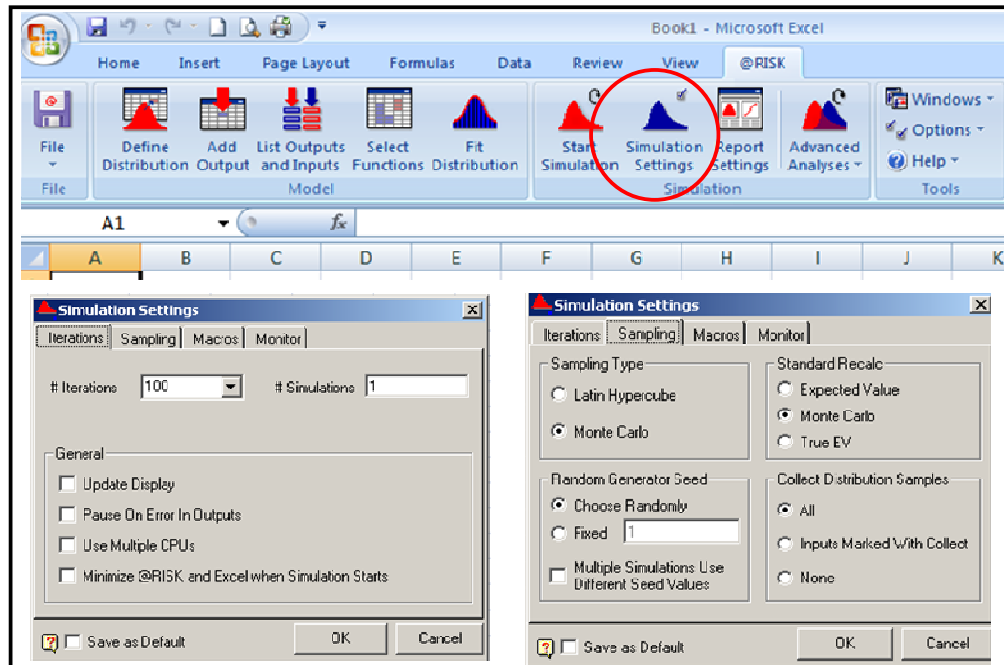 Book1 - Microsoft Excel
Home Insert Page Layout Formulas Data Review View @RISK
File
Define Distribution
Add Output
List Outputs and Inputs
Select Functions
Fit Distribution
Start Simulation
Simulation Settings
Report Settings
Advanced Analyses
Windows
Options
Help
File Model Simulation Tools
A1 fx
A B C D E F G H I J K
Simulation Settings
Iterations Sampling Macros Monitor
# Iterations 100 # Simulations 1
General
Update Display
Pause On Error In Outputs
Use Multiple CPUs
Minimize @RISK and Excel when Simulation Starts
Save as Default OK Cancel
Simulation Settings
Iterations Sampling Macros Monitor
Sampling Type
Latin Hypercube
Monte Carlo
Standard Recalc
Expected Value
Monte Carlo
True EV
Random Generator Seed
Choose Randomly
Fixed 1
Multiple Simulations Use
Different Seed Values
Collect Distribution Samples
All
Inputs Marked With Collect
None
Save as Default OK Cancel